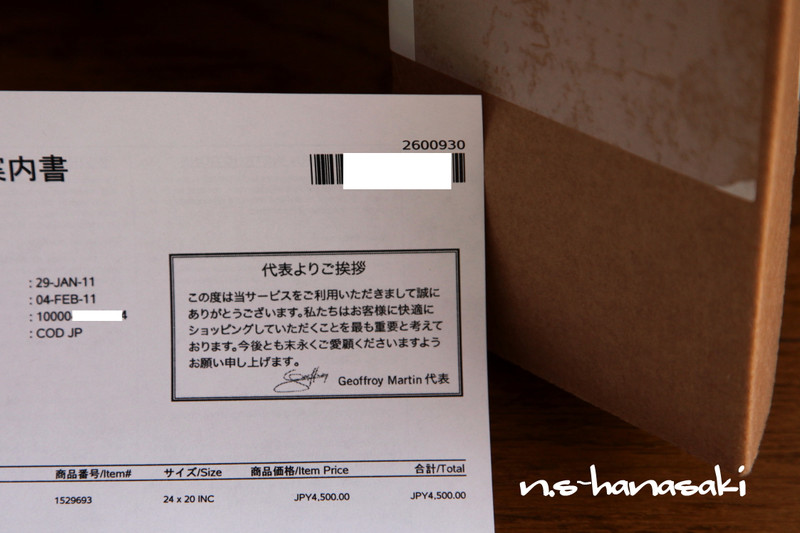 2600930
案内書
: 29-JAN-11
: 04-FEB-11
: 10000 4
: COD JP
代表よりご挨拶
この度は当サービスをご利用いただきまして誠に
ありがとうございます。私たちはお客様に快適に
ショッピングしていただくことを最も重要と考えて
おります。今後とも末永くご愛顧くださいますよう
お願い申し上げます。
Geoffroy Geoffroy Martin 代表
商品番号/Item# サイズ/Size 商品価格/Item Price 合計/Total
1529693 24 x 20 INC JPY4,500.00 JPY4,500.00
n.s-hanasaki